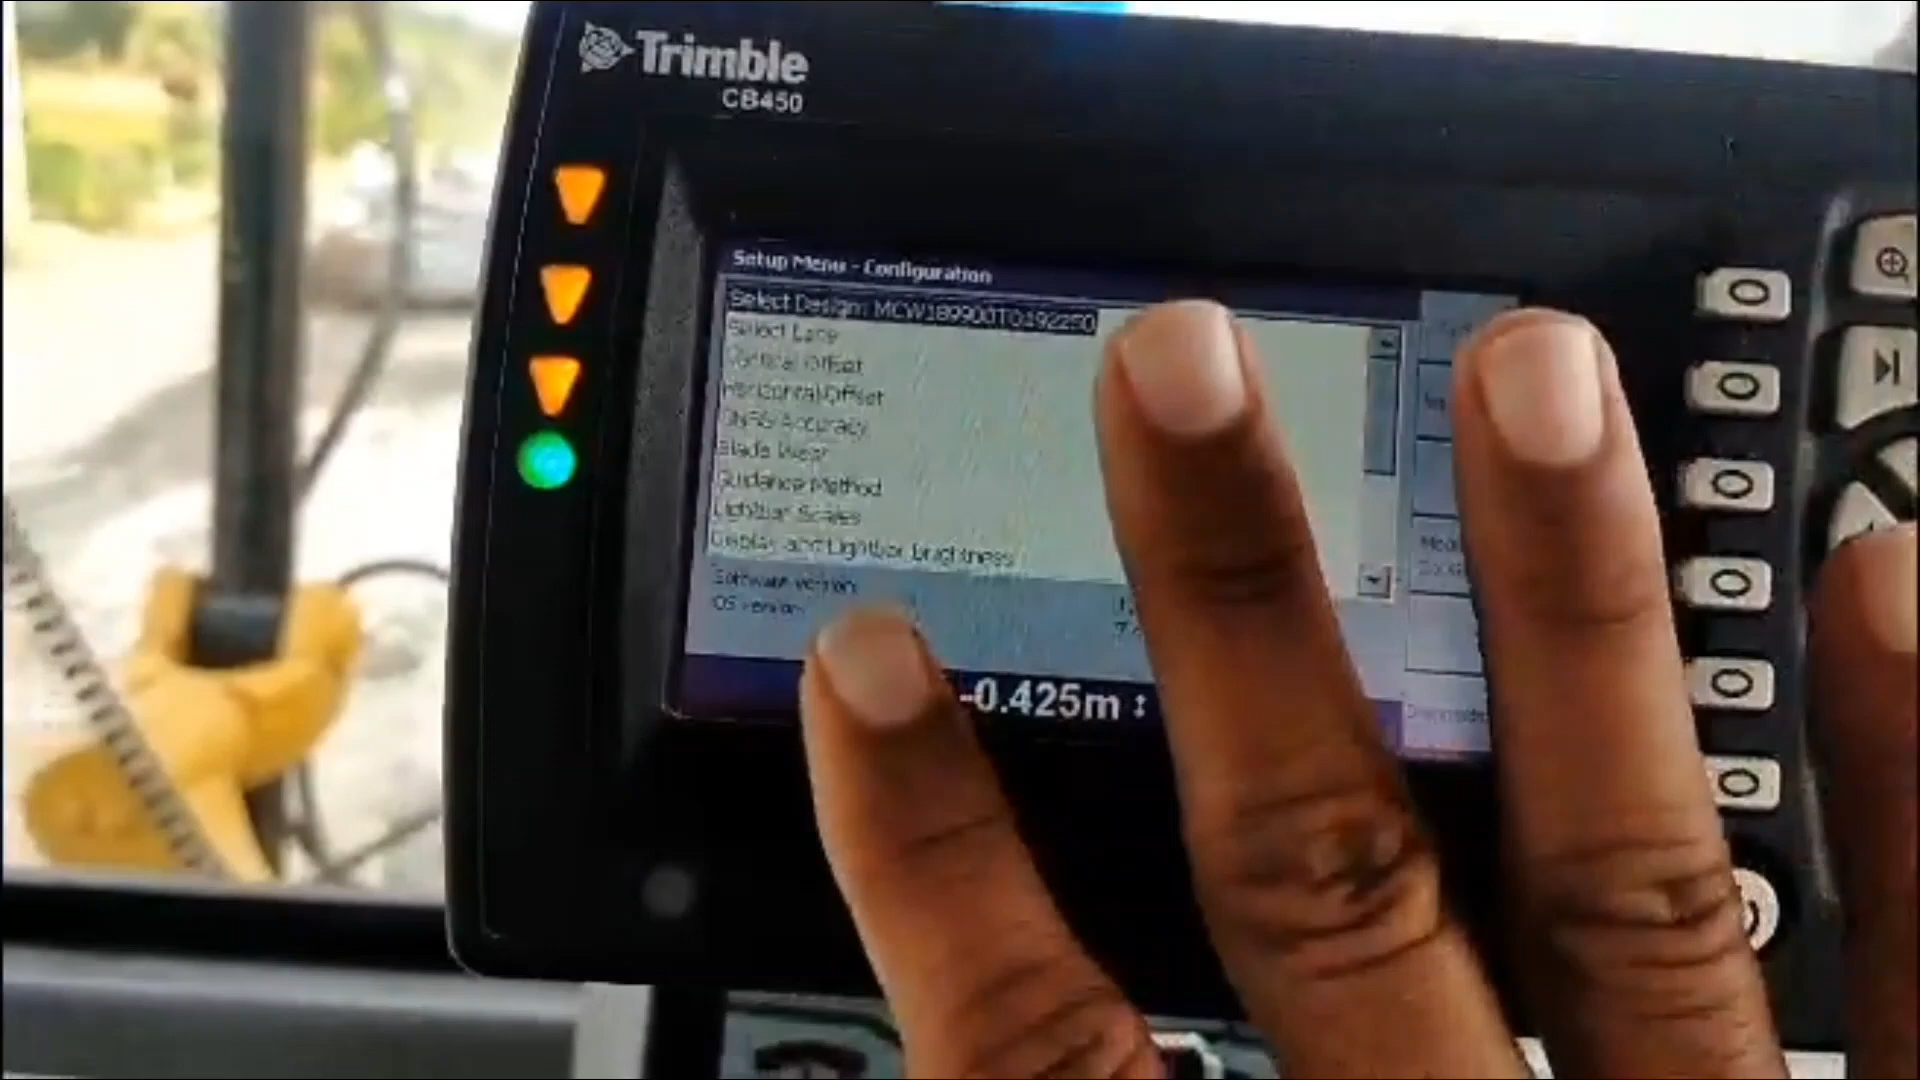 Trimble
CB450
Setup Menu - Configuration
Select Design: MCW189900TO192250
Select Lane
Vertical Offset
Horizontal Offset
GNSS Accuracy
Blade Wear
Guidance Method
Lightbar Scales
Display and Lightbar Brightness
Software version:
OS version:
-0.425m